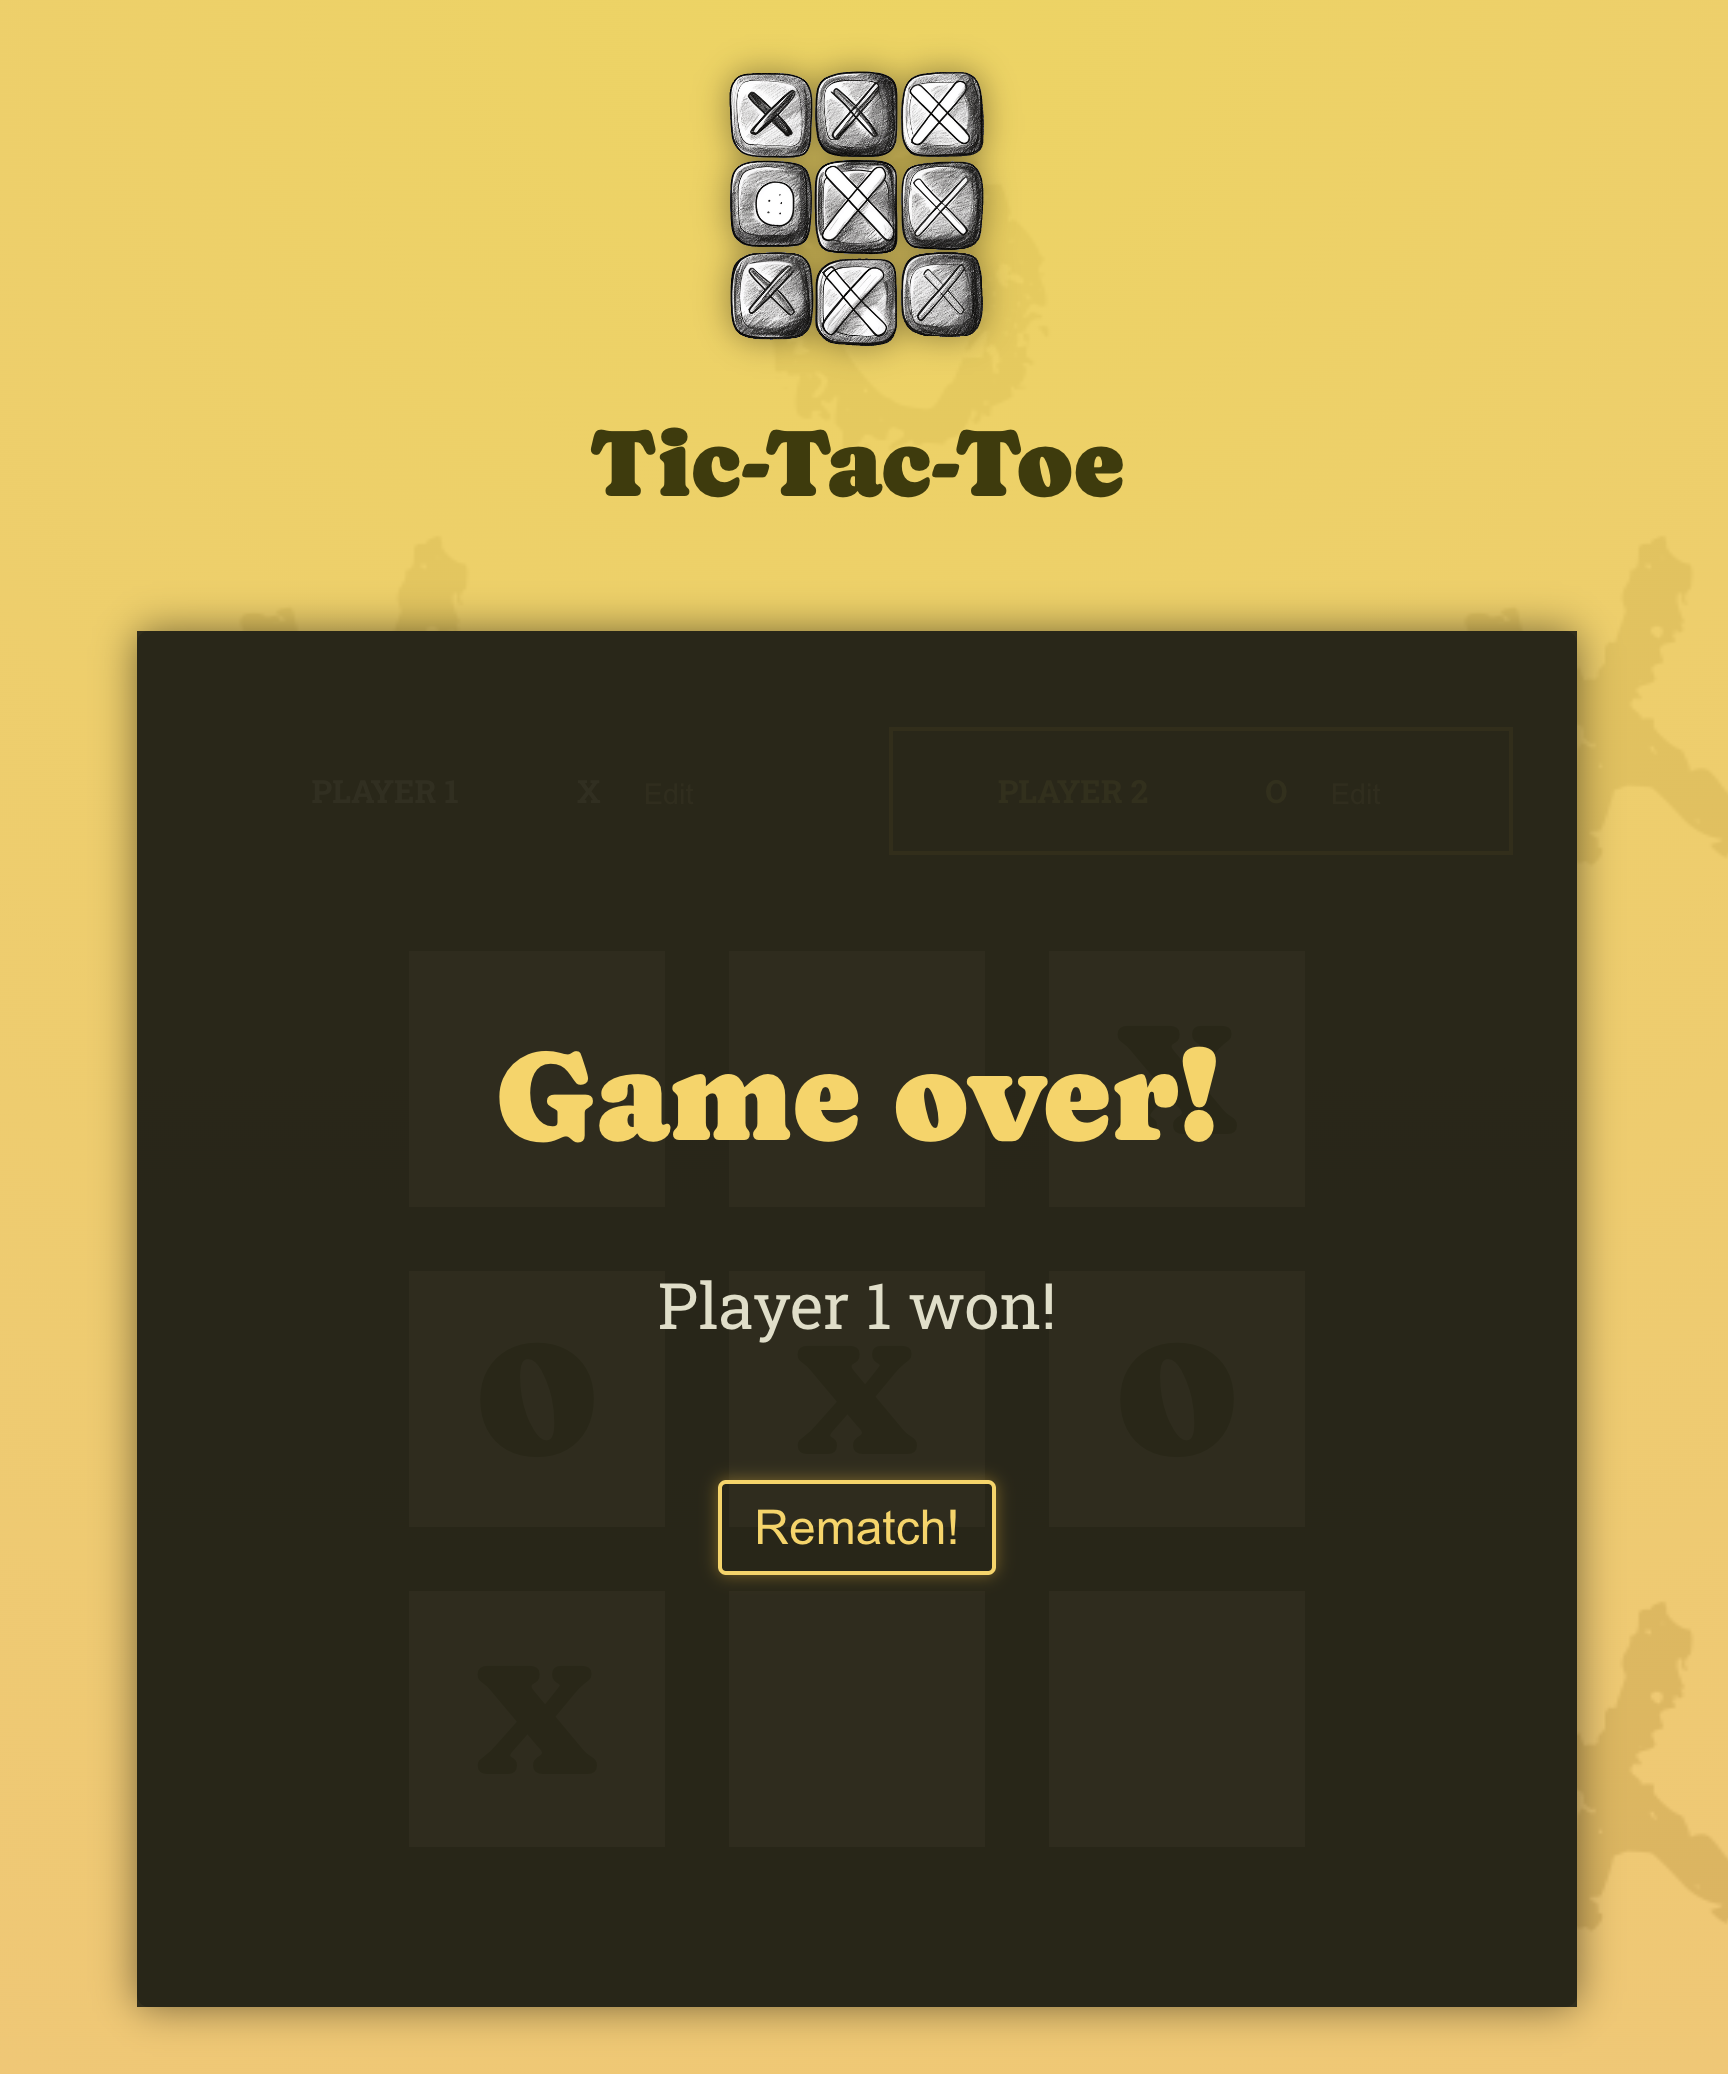 Tic-Tac-Toe
PLAYER 1 X Edit PLAYER 2 O Edit
X
Game over!
Player 1 won!
O X O
Rematch!
X